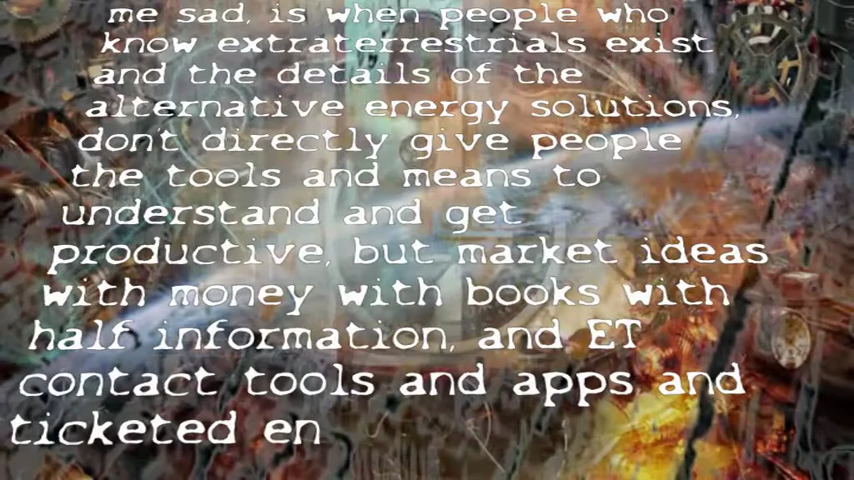 me sad, is when people who
know extraterrestrials exist
and the details of the
alternative energy solutions,
don't directly give people
the tools and means to
understand and get
productive, but market ideas
with money with books with
half information, and ET
contact tools and apps and
ticketed en